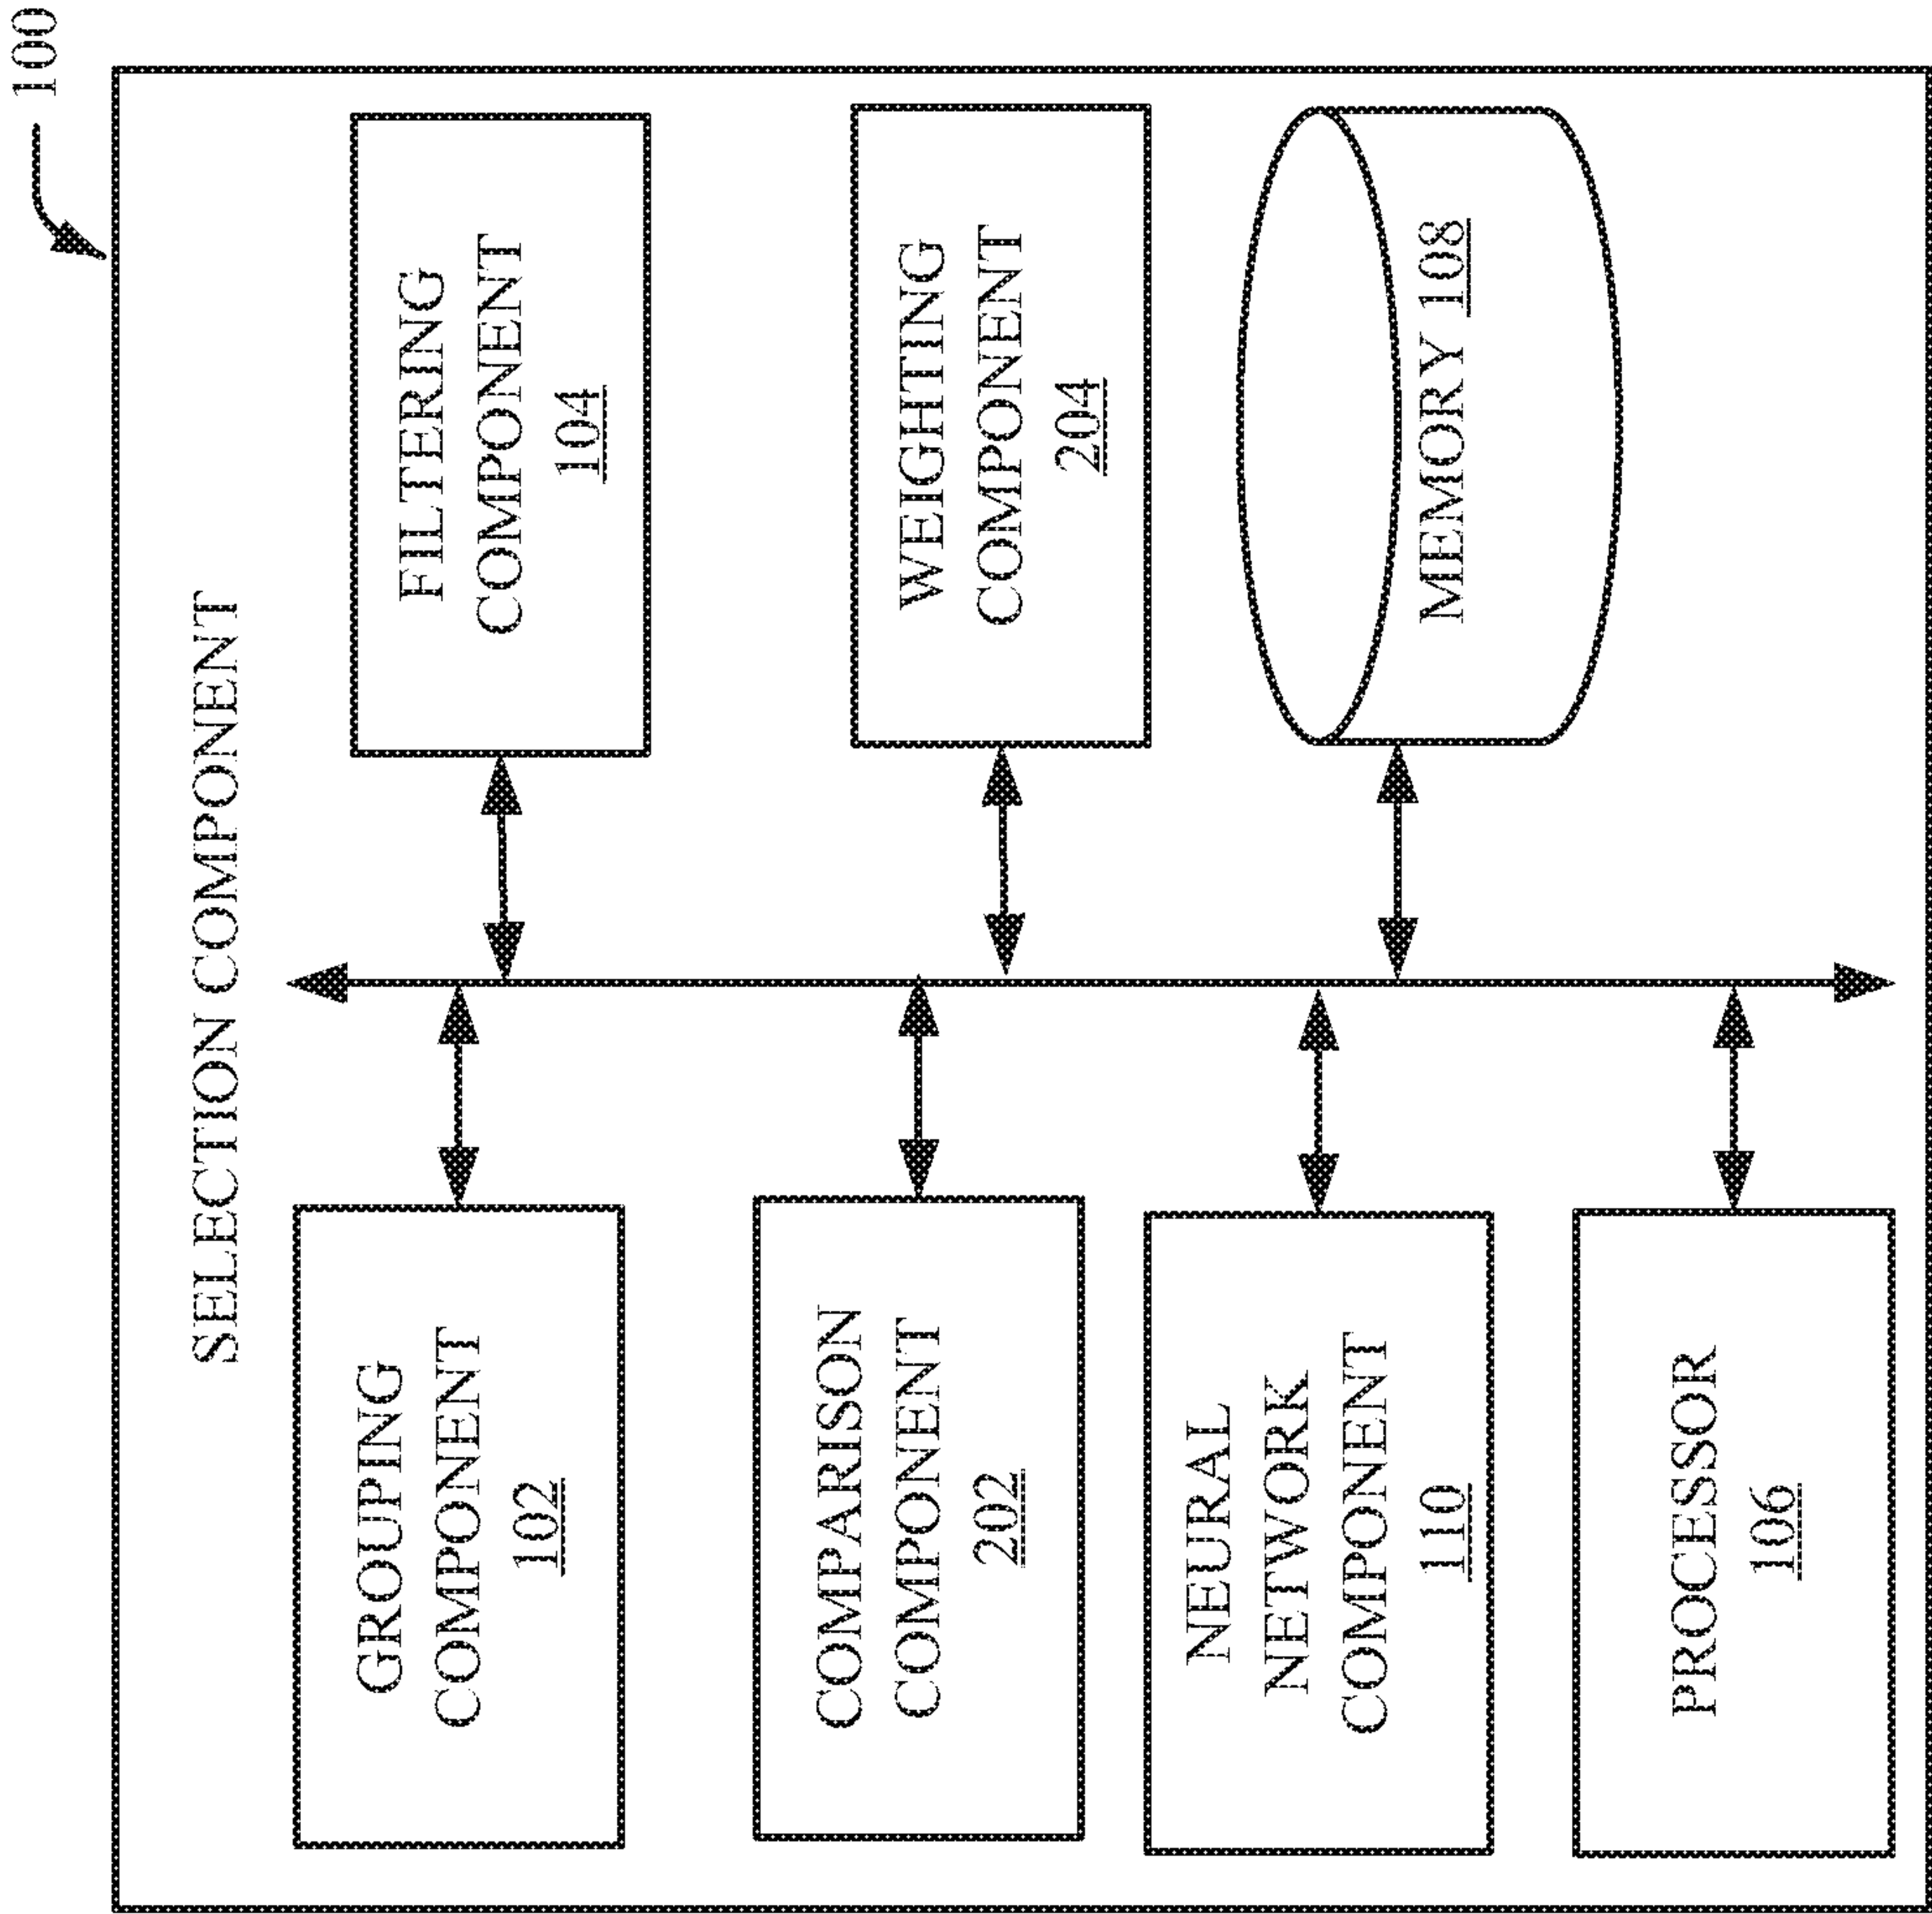 100
SELECTION COMPONENT
GROUPING
COMPONENT
102
FILTERING
COMPONENT
104
COMPARISON
COMPONENT
202
WEIGHTING
COMPONENT
204
NEURAL
NETWORK
COMPONENT
110
MEMORY 108
PROCESSOR
106